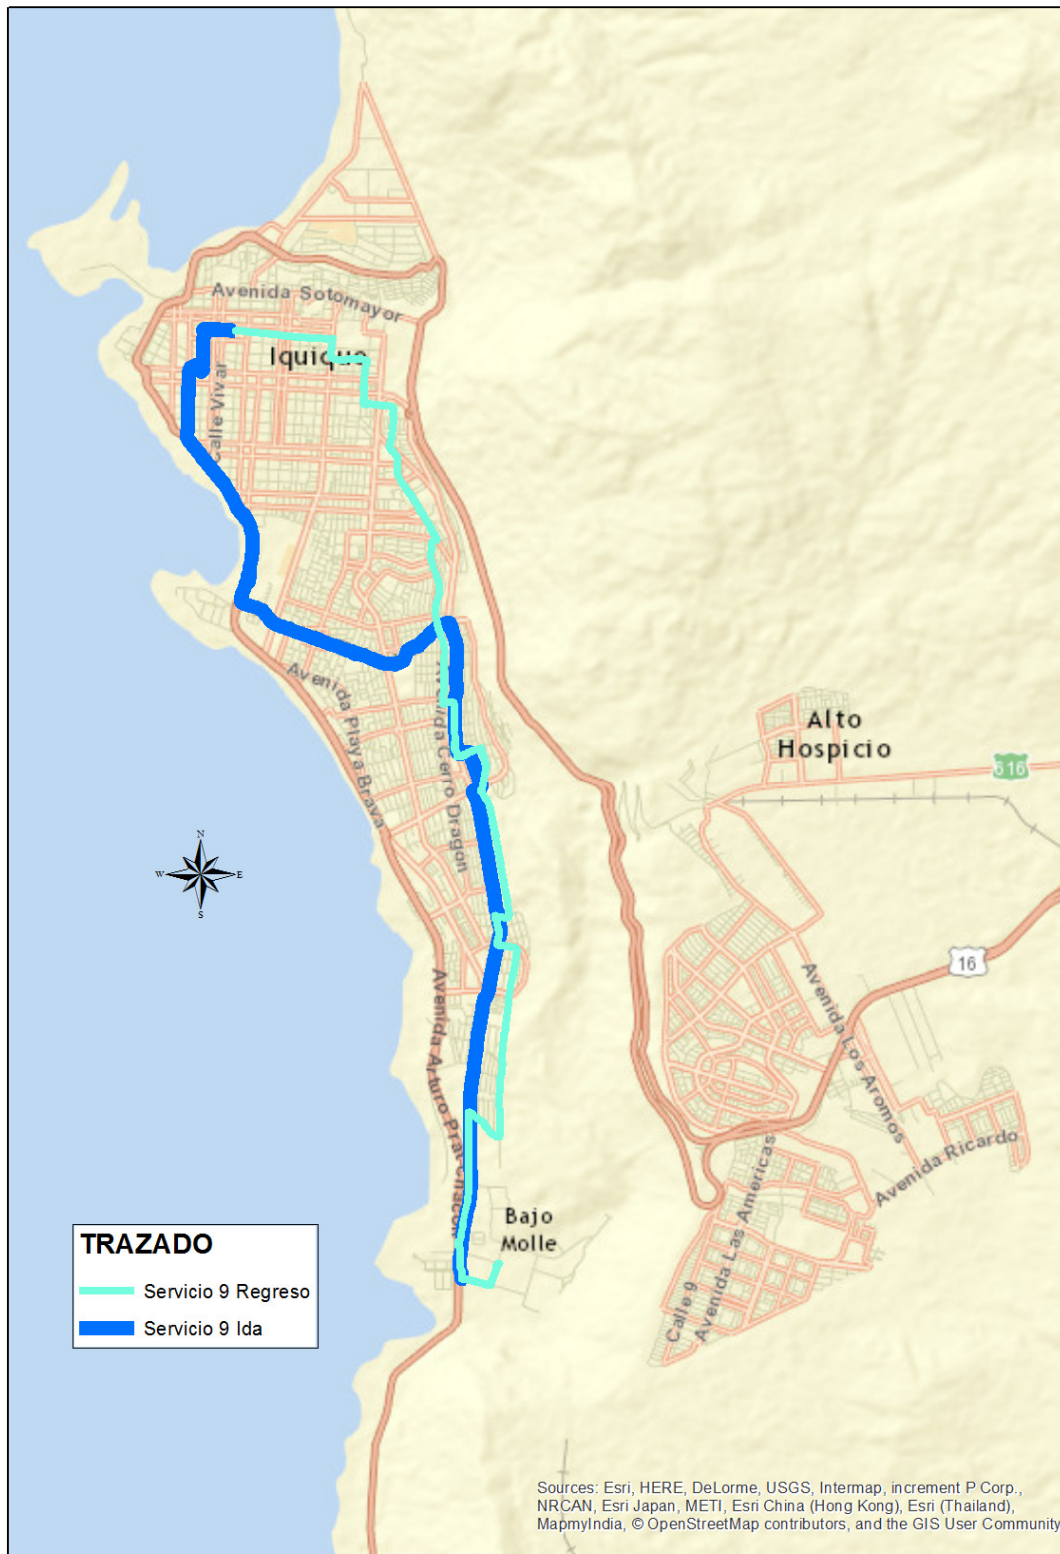 Avenida Sotomayor
Iquique
Calle Vivar
Avenida Playa Brava
Avenida Cerro Dragon
Alto
Hospicio
616
N
W
E
S
16
Avenida Arturo Prat Chacon
Avenida Los Aromos
Avenida Ricardo
Avenida Las Americas
Calle 9
Bajo
Molle
TRAZADO
Servicio 9 Regreso
Servicio 9 Ida
Sources: Esri, HERE, DeLorme, USGS, Intermap, increment P Corp.,
NRCAN, Esri Japan, METI, Esri China (Hong Kong), Esri (Thailand),
MapmyIndia, © OpenStreetMap contributors, and the GIS User Community